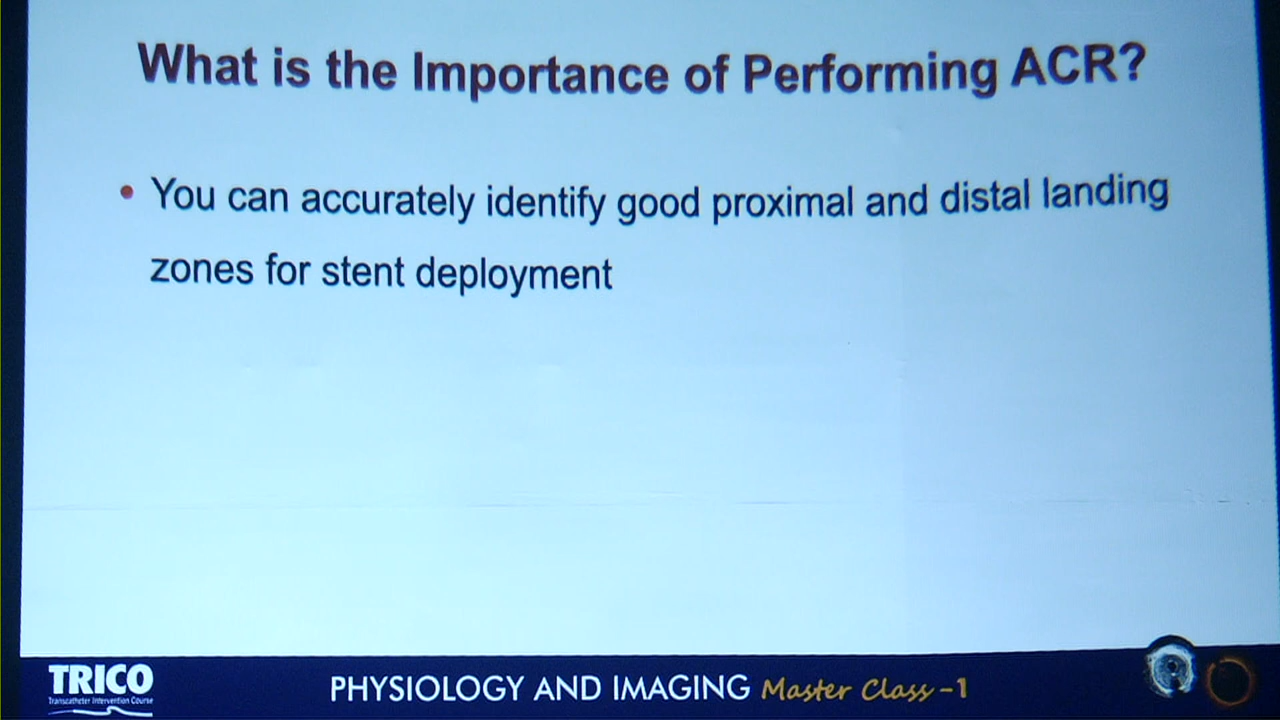 What is the Importance of Performing ACR?
• You can accurately identify good proximal and distal landing
zones for stent deployment
TRICO
Transcatheter Intervention Course
PHYSIOLOGY AND IMAGING Master Class -1